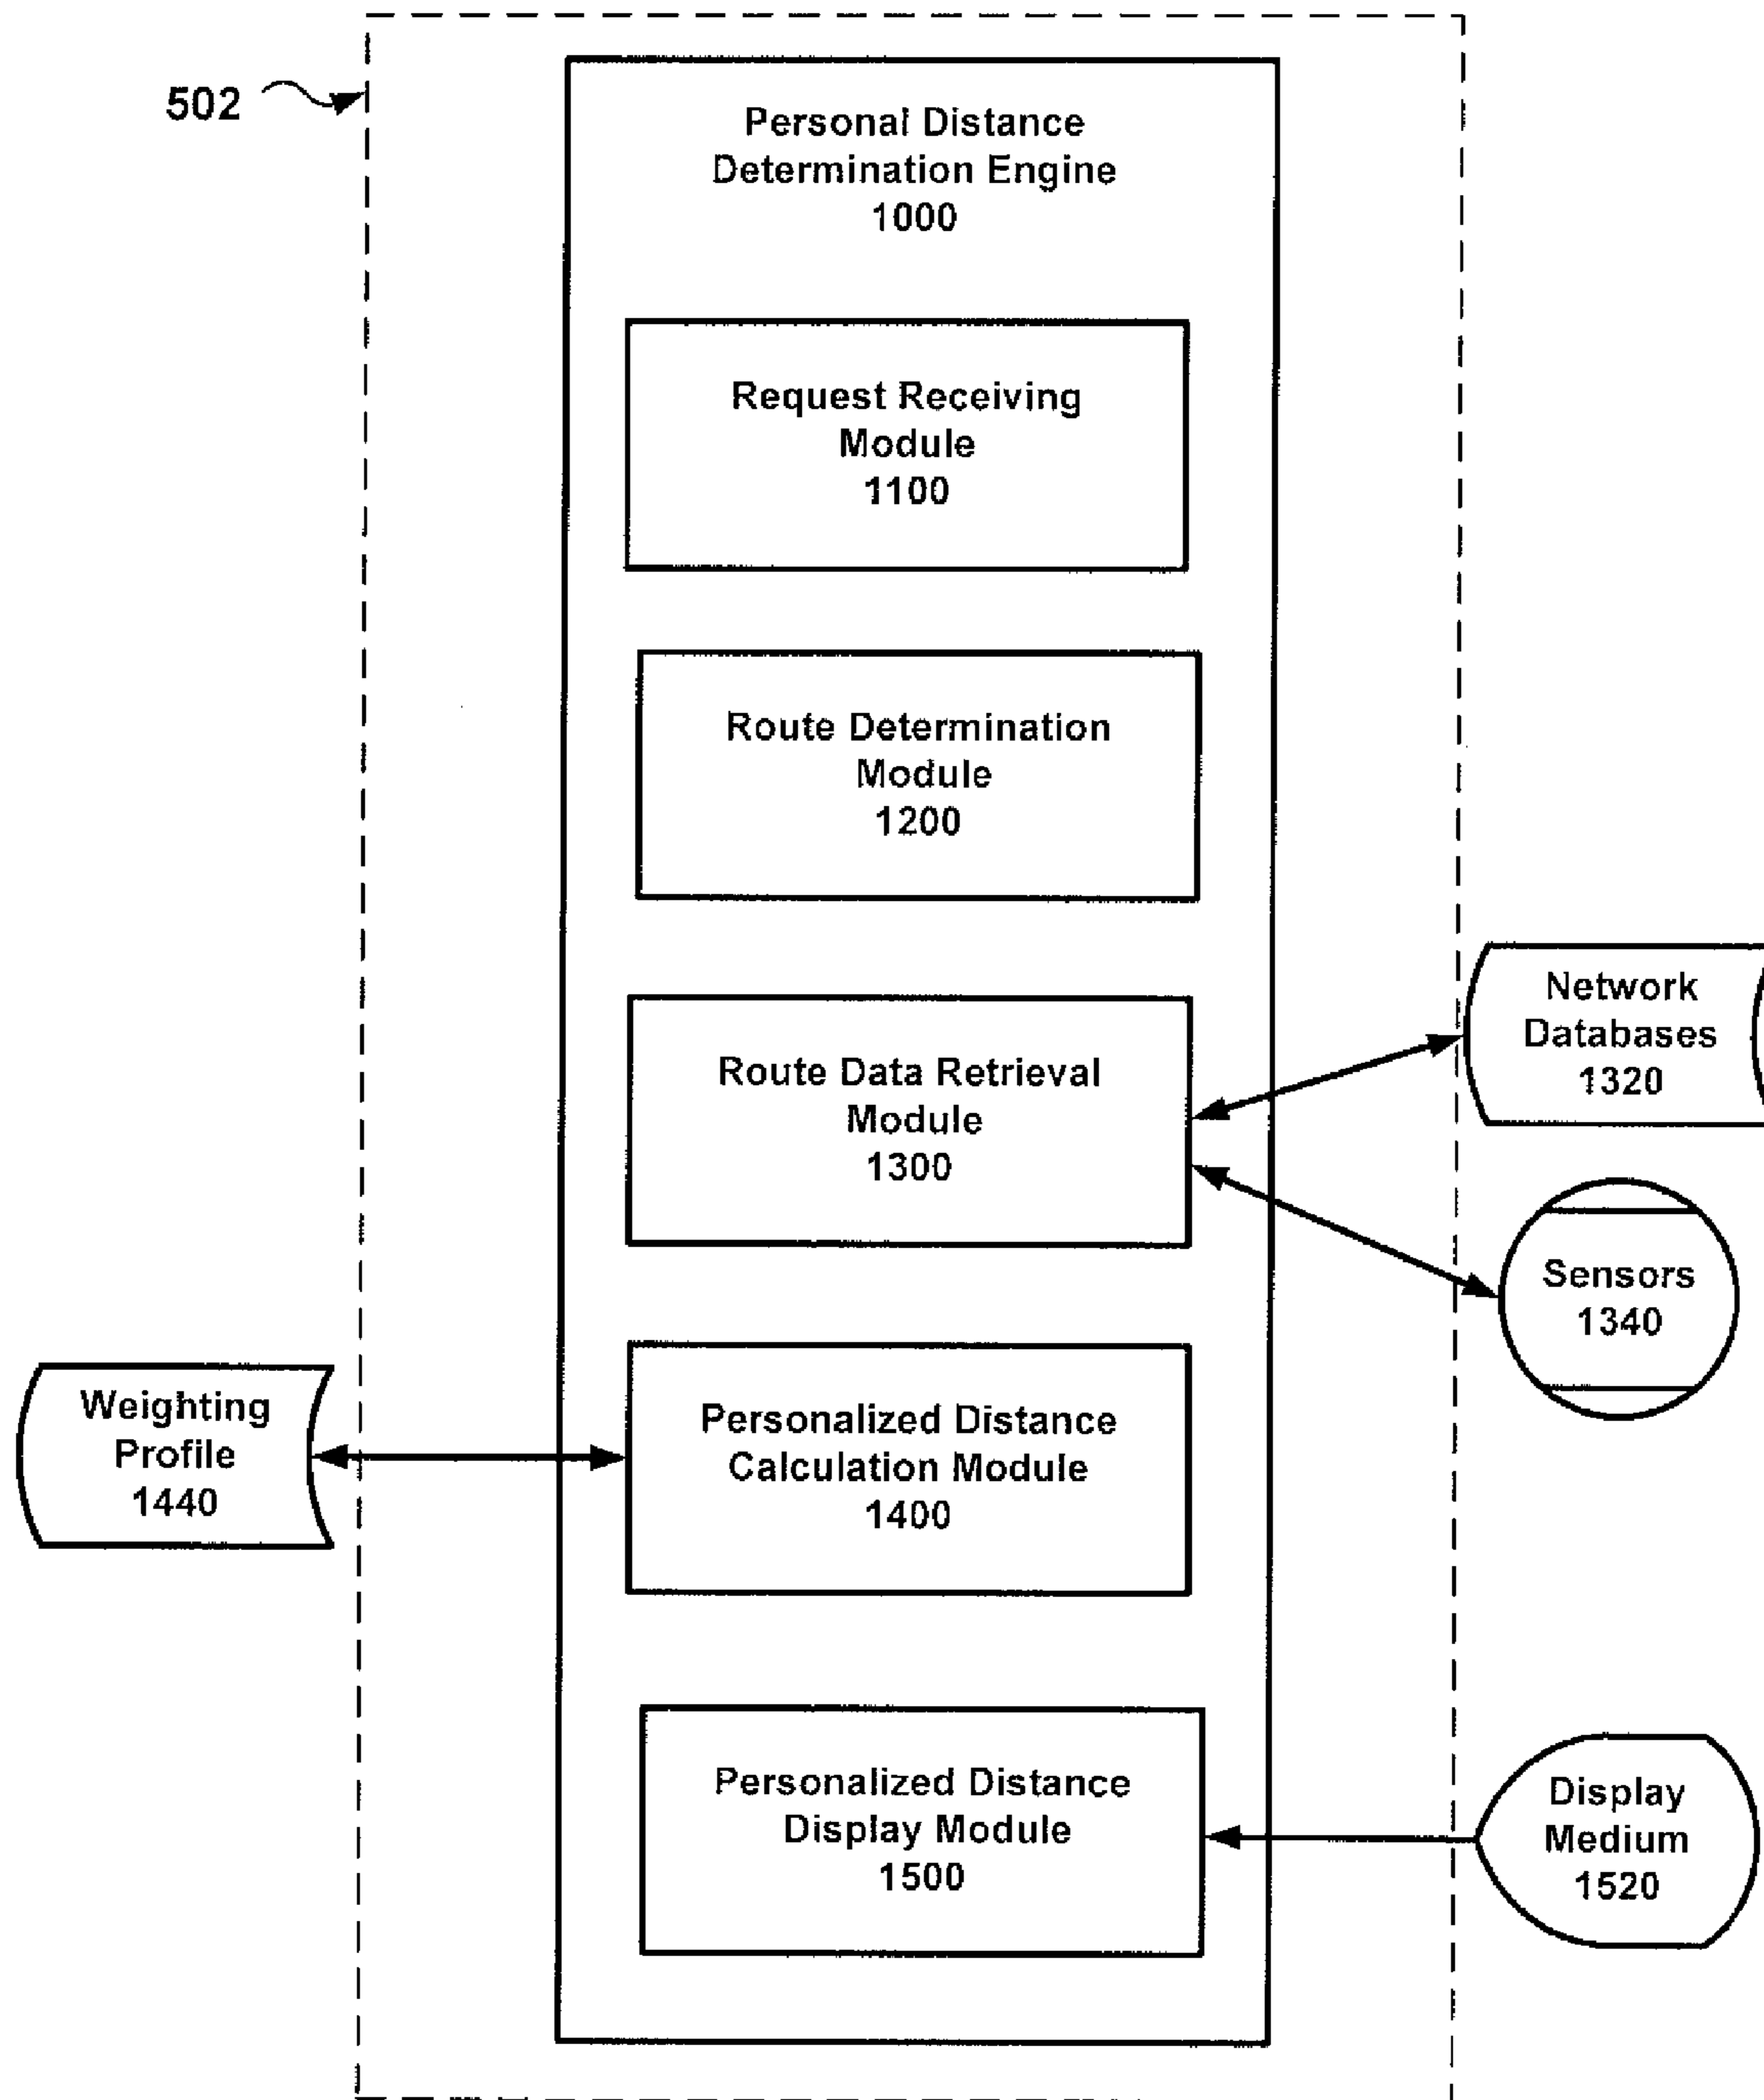 502
Personal Distance
Determination Engine
1000
Request Receiving
Module
1100
Route Determination
Module
1200
Route Data Retrieval
Module
1300
Network
Databases
1320
Sensors
1340
Weighting
Profile
1440
Personalized Distance
Calculation Module
1400
Personalized Distance
Display Module
1500
Display
Medium
1520